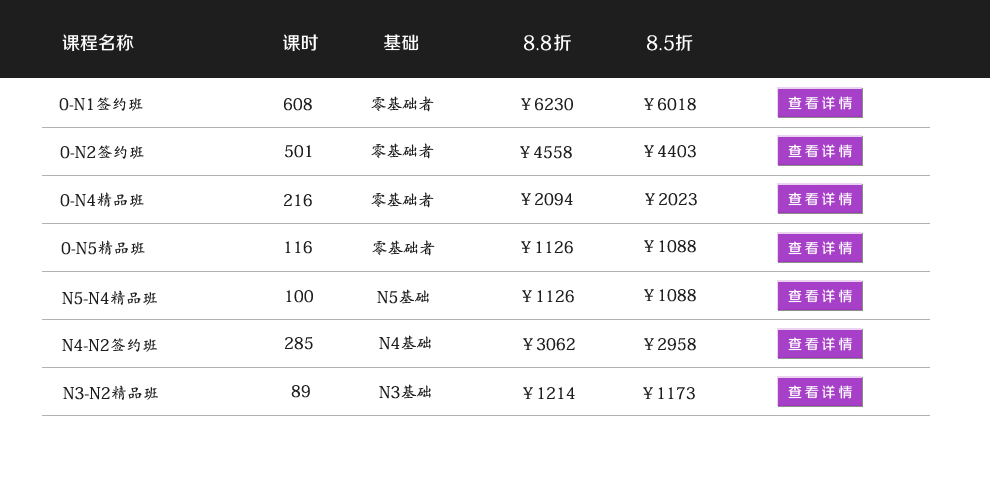 课程名称 课时 基础 8.8折 8.5折
0-N1签约班 608 零基础者 ￥6230 ￥6018 查看详情
0-N2签约班 501 零基础者 ￥4558 ￥4403 查看详情
0-N4精品班 216 零基础者 ￥2094 ￥2023 查看详情
0-N5精品班 116 零基础者 ￥1126 ￥1088 查看详情
N5-N4精品班 100 N5基础 ￥1126 ￥1088 查看详情
N4-N2签约班 285 N4基础 ￥3062 ￥2958 查看详情
N3-N2精品班 89 N3基础 ￥1214 ￥1173 查看详情